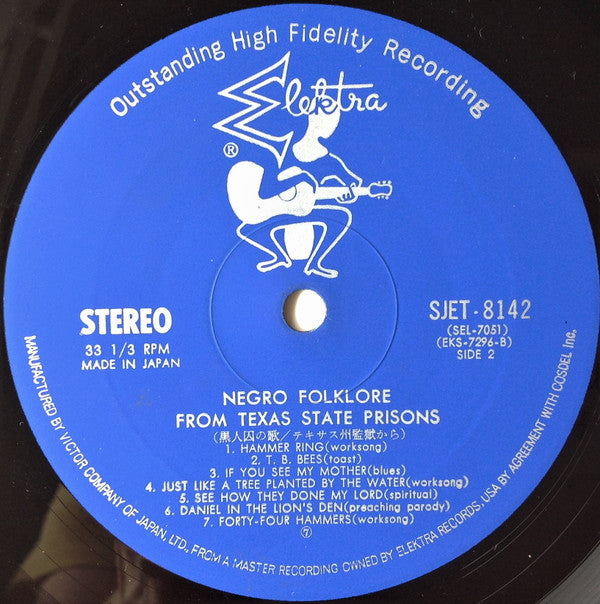 Outstanding High Fidelity Recording
Elektra
®
STEREO
33 1/3 RPM
MADE IN JAPAN
SJET-8142
(SEL-7051)
(EKS-7296-B)
SIDE 2
NEGRO FOLKLORE
FROM TEXAS STATE PRISONS
(黒人囚の歌／テキサス州監獄から)
1. HAMMER RING(worksong)
2. T. B. BEES(toast)
3. IF YOU SEE MY MOTHER(blues)
4. JUST LIKE A TREE PLANTED BY THE WATER(worksong)
5. SEE HOW THEY DONE MY LORD(spiritual)
6. DANIEL IN THE LION'S DEN(preaching parody)
7. FORTY-FOUR HAMMERS(worksong)
⑦
MANUFACTURED BY VICTOR COMPANY OF JAPAN, LTD., FROM A MASTER RECORDING OWNED BY ELEKTRA RECORDS, USA BY AGREEMENT WITH COSDEL Inc.